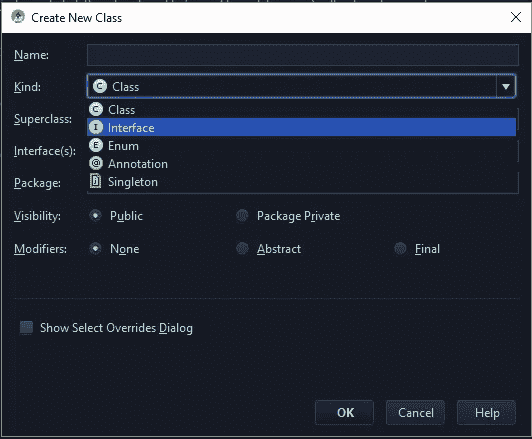 Create New Class
Name:
Kind:
C Class
C Class
Superclass:
I Interface
Interface(s):
E Enum
@ Annotation
Package:
Singleton
Visibility: Public Package Private
Modifiers: None Abstract Final
Show Select Overrides Dialog
OK Cancel Help